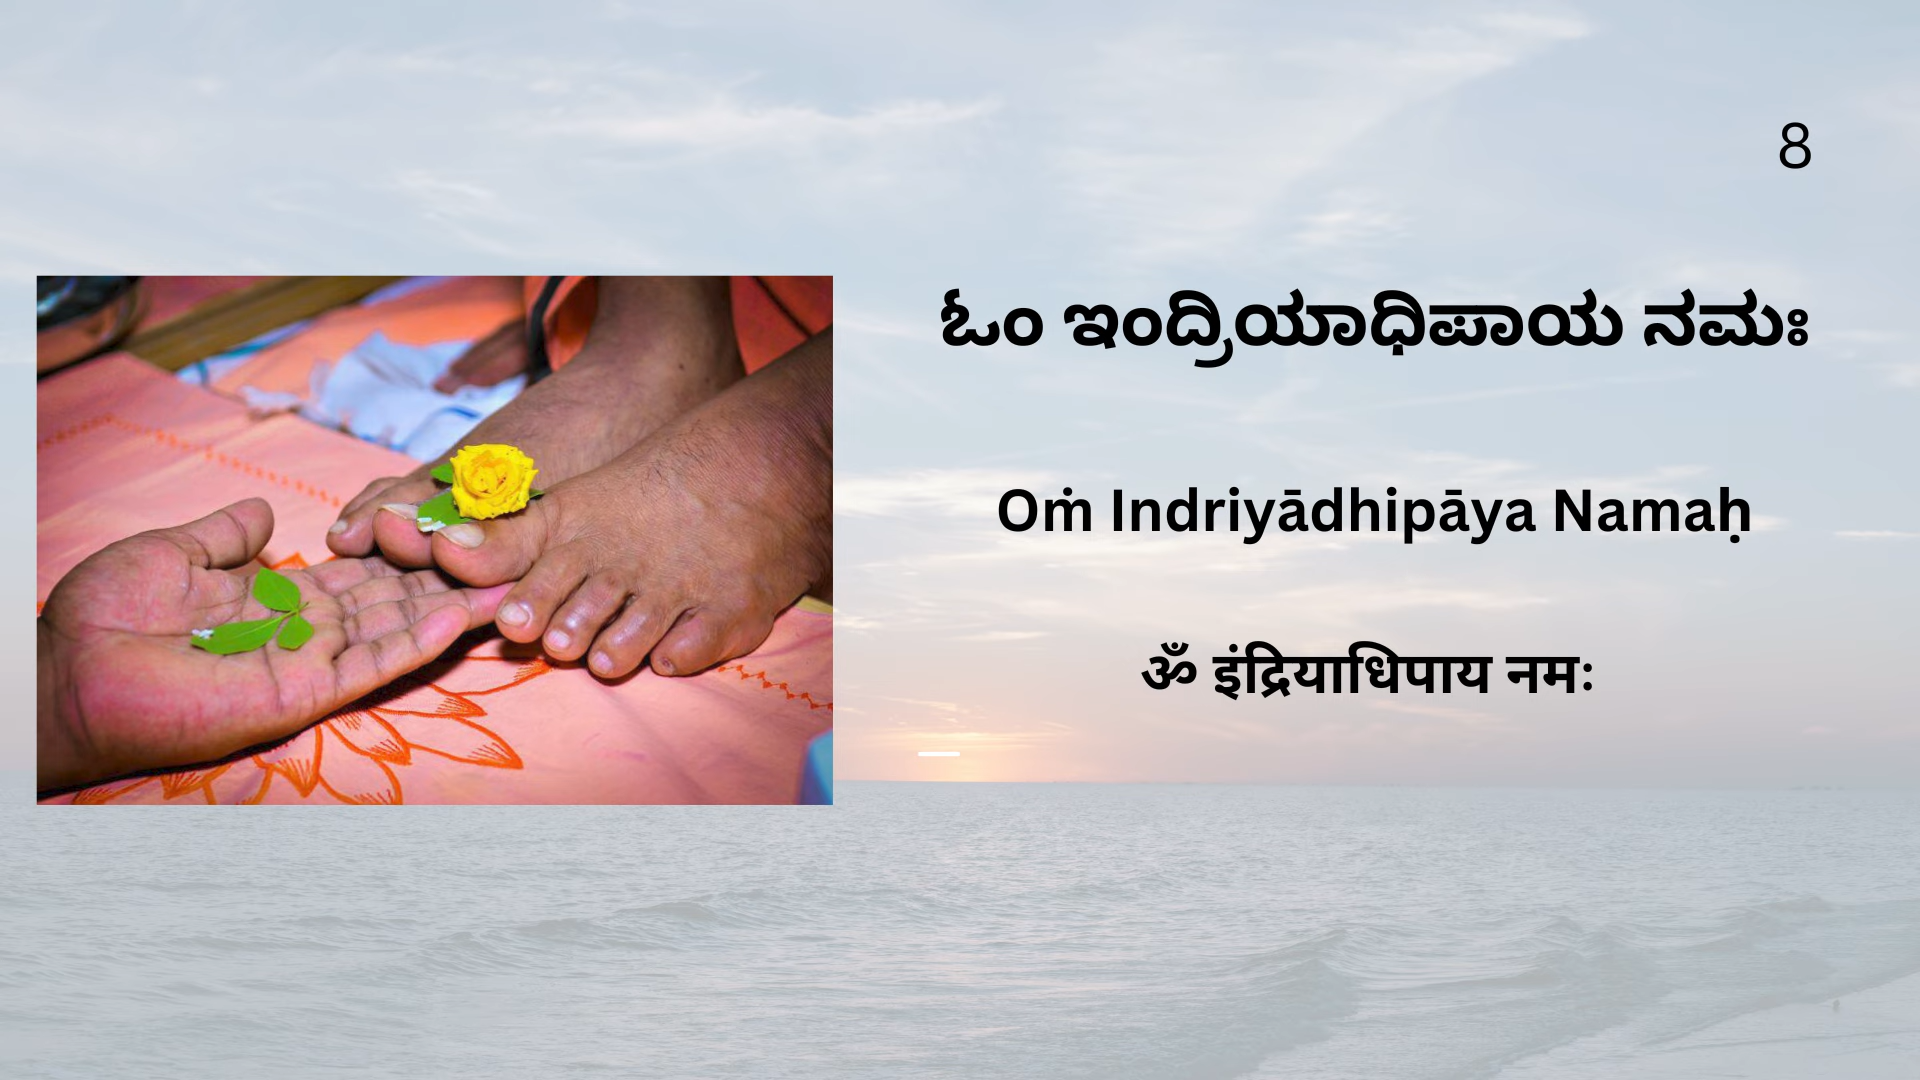 8
ಓಂ ಇಂದ್ರಿಯಾಧಿಪಾಯ ನಮಃ
Oṁ Indriyādhipāya Namaḥ
ॐ इंद्रियाधिपाय नमः